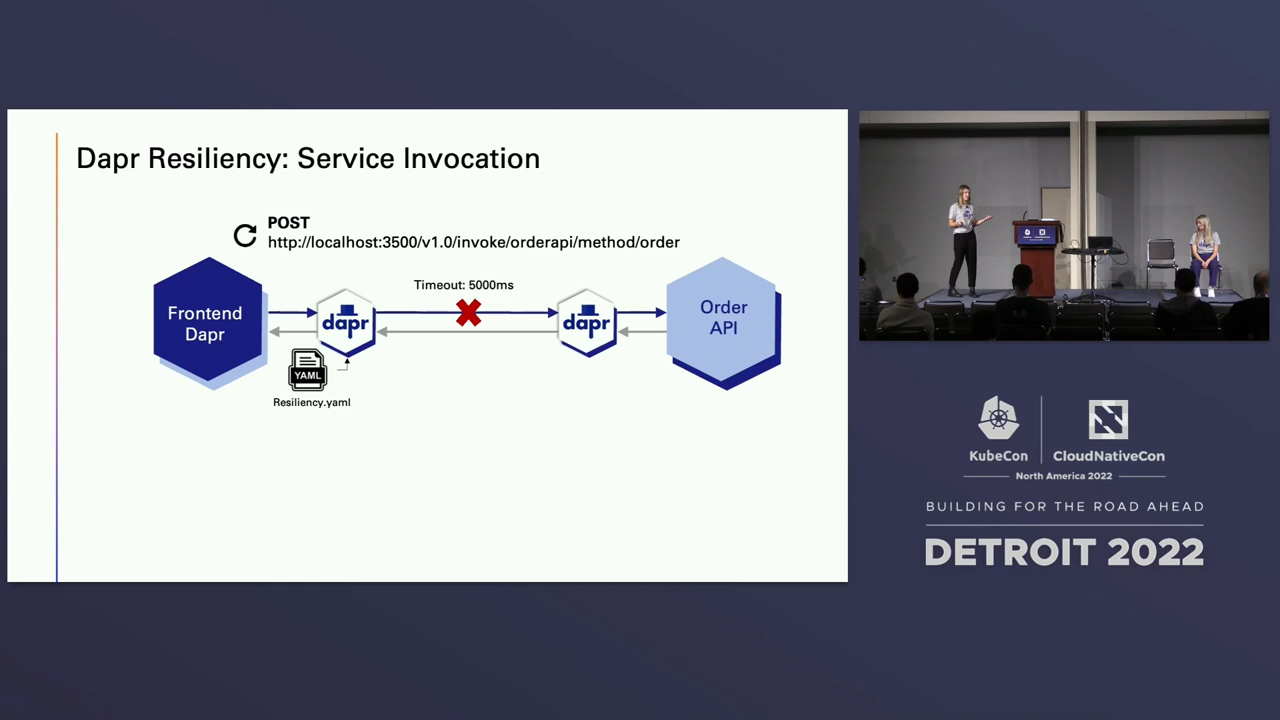 Dapr Resiliency: Service Invocation
POST
http://localhost:3500/v1.0/invoke/orderapi/method/order
Timeout: 5000ms
Frontend
Dapr
dapr
dapr
Order
API
YAML
Resiliency.yaml
KubeCon
CloudNativeCon
North America 2022
BUILDING FOR THE ROAD AHEAD
DETROIT 2022